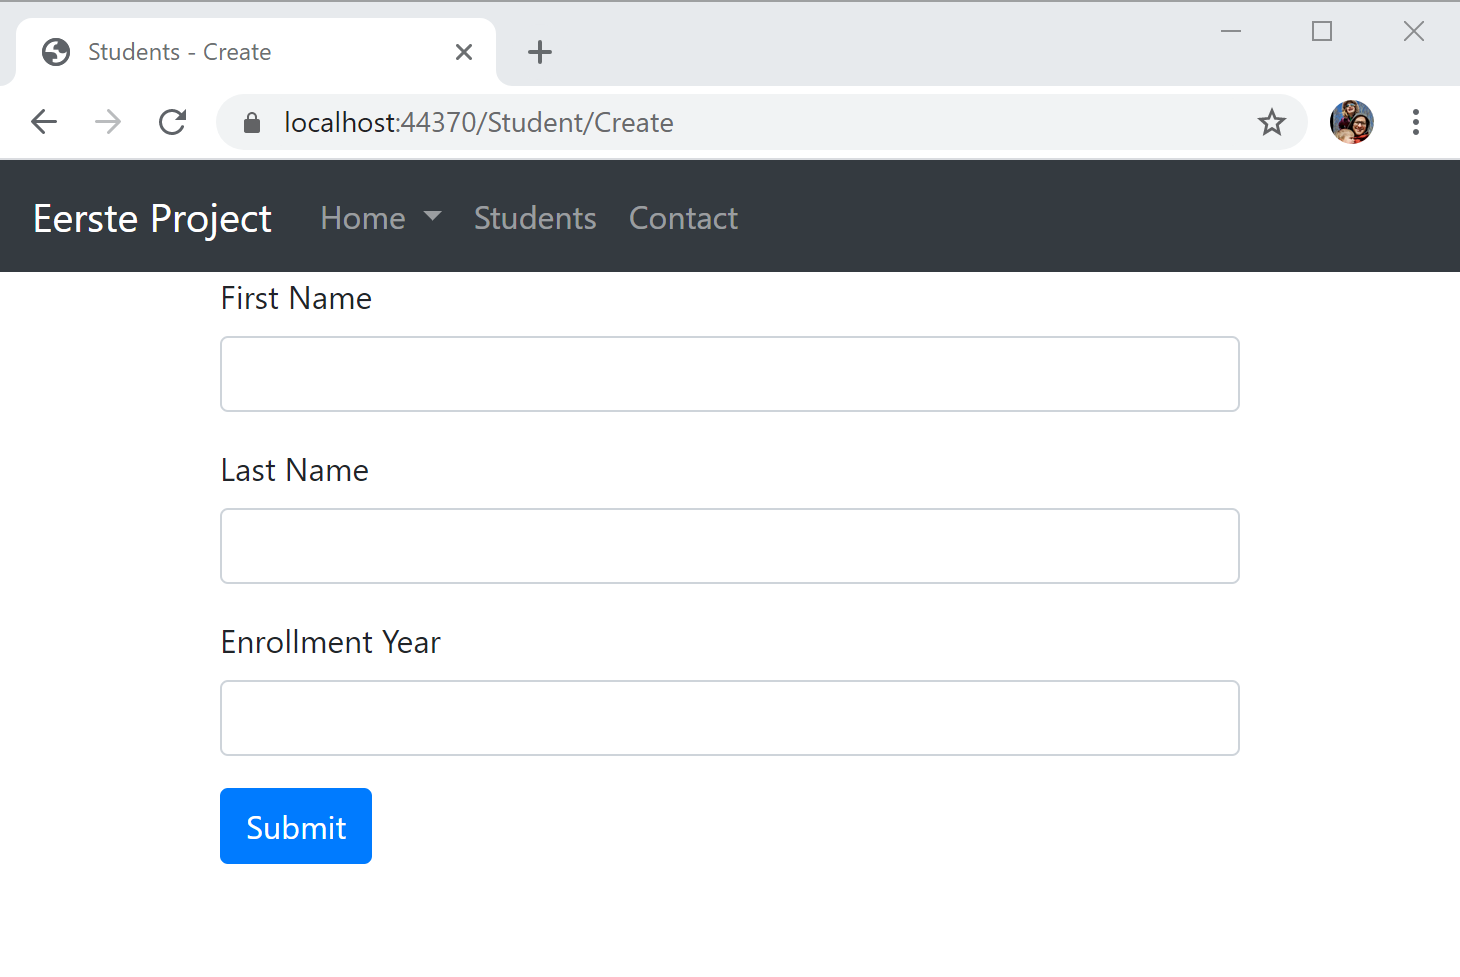 Students - Create
localhost:44370/Student/Create
Eerste Project Home Students Contact
First Name
Last Name
Enrollment Year
Submit